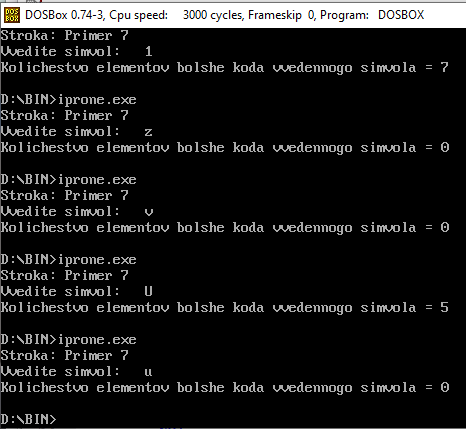 DOSBox 0.74-3, Cpu speed: 3000 cycles, Frameskip 0, Program: DOSBOX
Stroka: Primer 7
Vvedite simvol: 1
Kolichestvo elementov bolshe koda vvedennogo simvola = 7
D:\BIN>iprone.exe
Stroka: Primer 7
Vvedite simvol: z
Kolichestvo elementov bolshe koda vvedennogo simvola = 0
D:\BIN>iprone.exe
Stroka: Primer 7
Vvedite simvol: v
Kolichestvo elementov bolshe koda vvedennogo simvola = 0
D:\BIN>iprone.exe
Stroka: Primer 7
Vvedite simvol: U
Kolichestvo elementov bolshe koda vvedennogo simvola = 5
D:\BIN>iprone.exe
Stroka: Primer 7
Vvedite simvol: u
Kolichestvo elementov bolshe koda vvedennogo simvola = 0
D:\BIN>